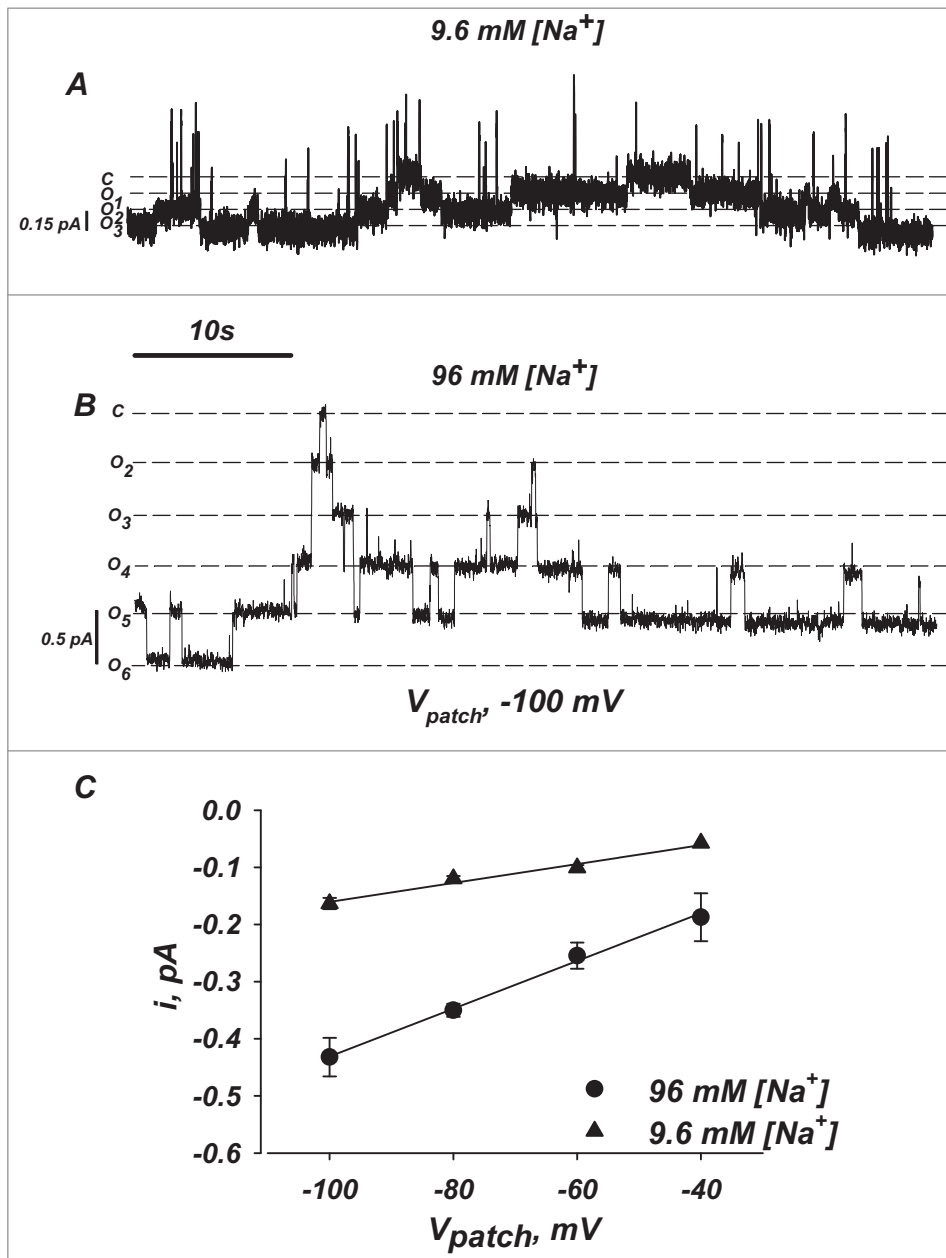 9.6 mM [Na+]
A
C
O
O1
O2
3
0.15 pA
10s
96 mM [Na+]
B
C
O2
O3
O4
O5
0.5 pA
O6
Vpatch, -100 mV
C
0.0
-0.1
-0.2
-0.3
-0.4
-0.5
-0.6
i, pA
96 mM [Na+]
9.6 mM [Na+]
-100 -80 -60 -40
Vpatch, mV